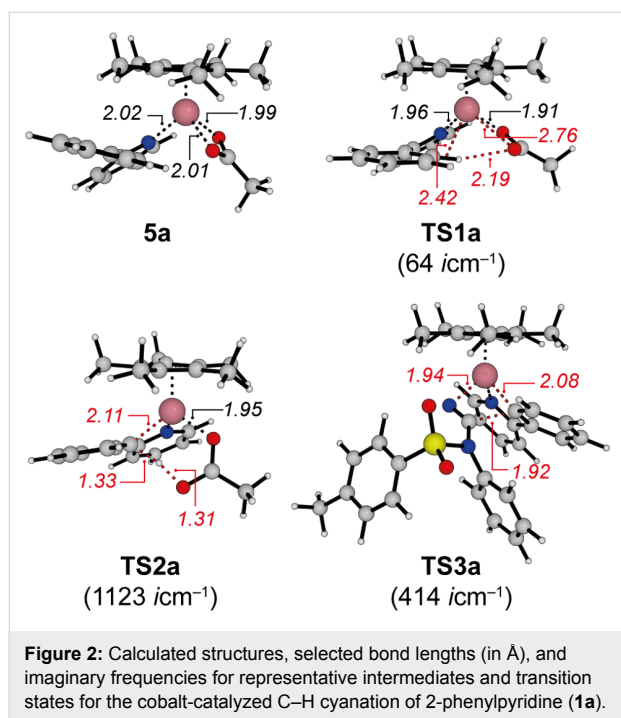 2.02
1.99
2.01
5a
1.96
1.91
2.76
2.42
2.19
TS1a
(64 icm–1)
2.11
1.95
1.33
1.31
TS2a
(1123 icm–1)
1.94
2.08
1.92
TS3a
(414 icm–1)
Figure 2: Calculated structures, selected bond lengths (in Å), and
imaginary frequencies for representative intermediates and transition
states for the cobalt-catalyzed C–H cyanation of 2-phenylpyridine (1a).